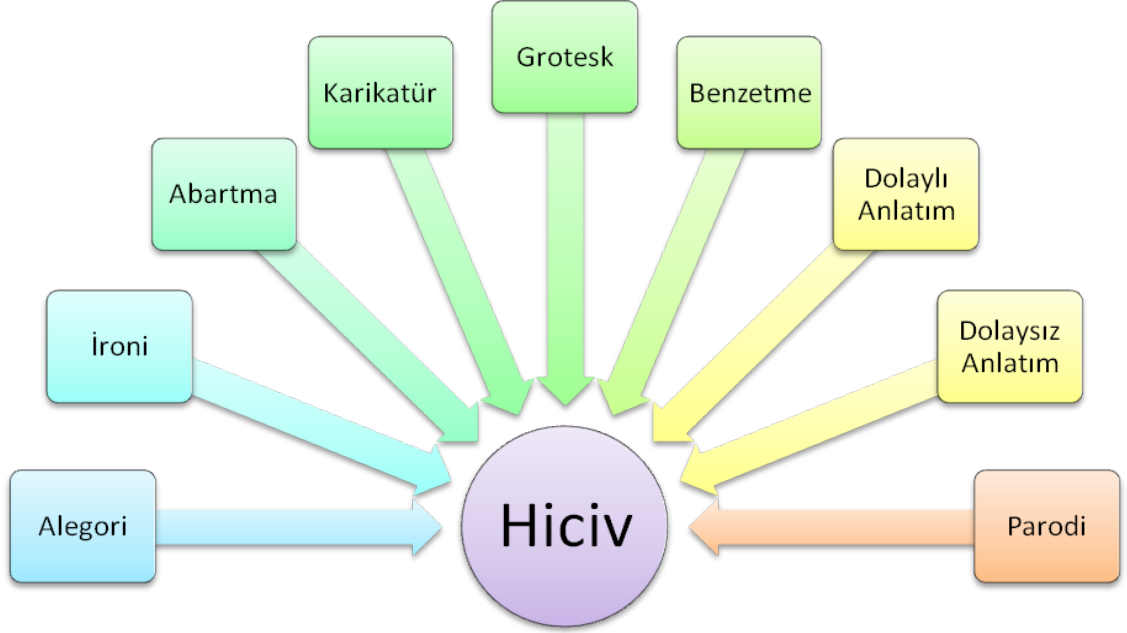 Grotesk
Karikatür
Benzetme
Abartma
Dolaylı
Anlatım
İroni
Dolaysız
Anlatım
Alegori
Hiciv
Parodi